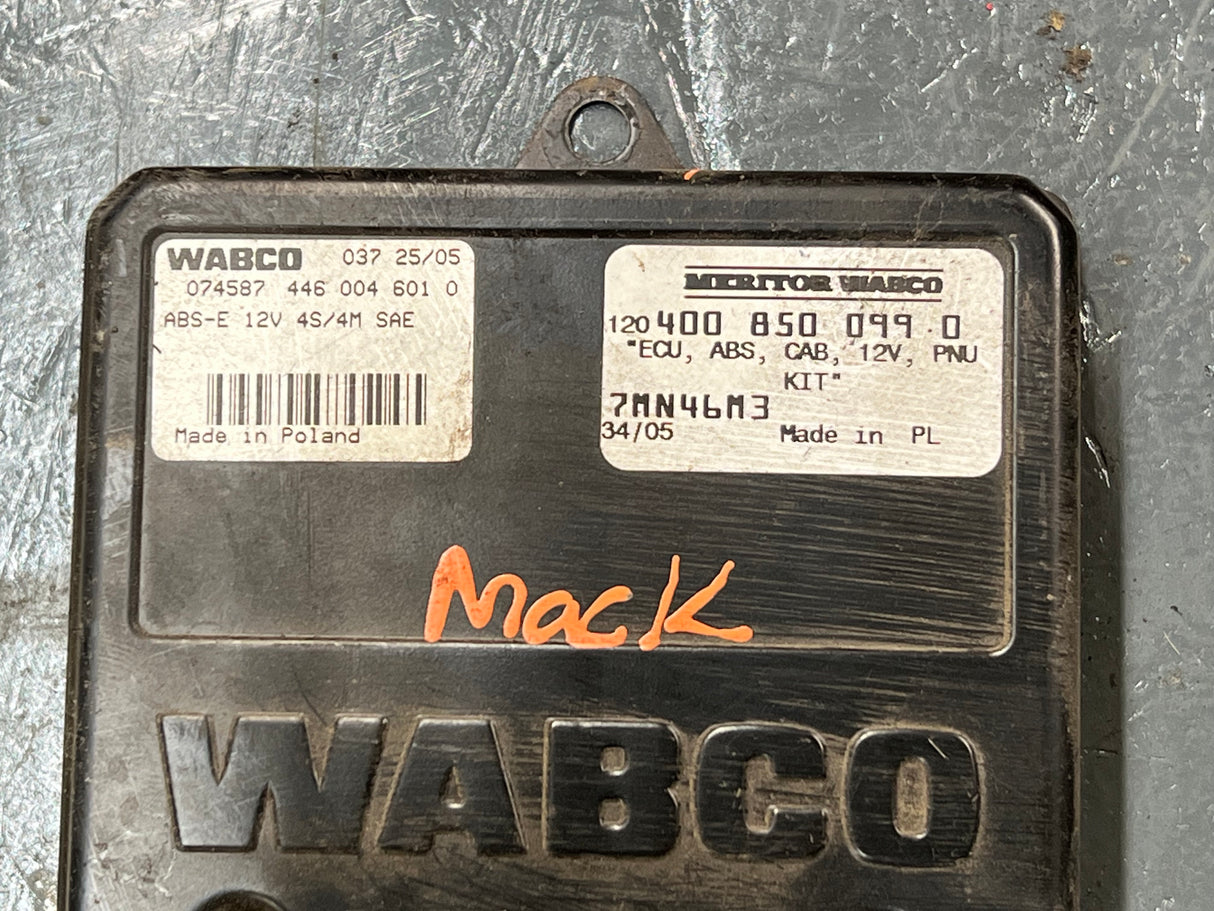 WABCO 037 25/05
074587 446 004 601 0
ABS-E 12V 4S/4M SAE
Made in Poland
MERITOR WABCO
120 400 850 099 0
"ECU, ABS, CAB, 12V, PNU
KIT"
7MN46M3
34/05 Made in PL
Mack
WABCO